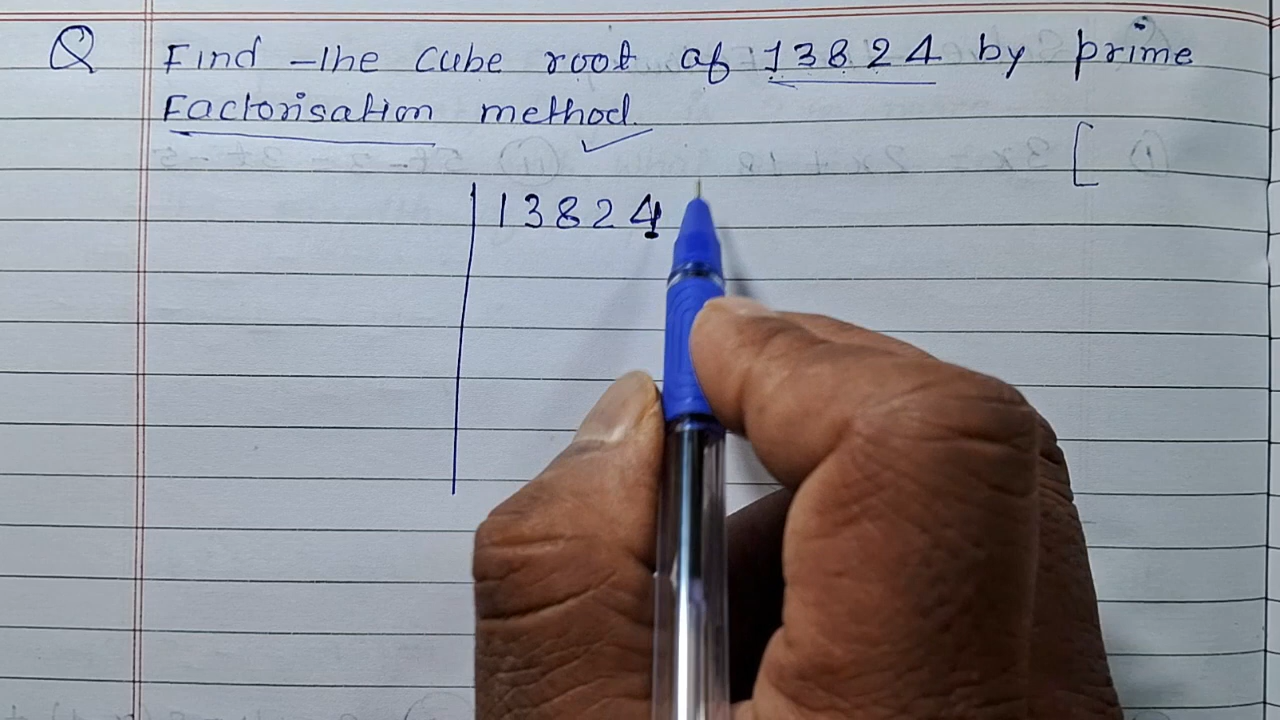 Q Find the cube root of 13824 by prime
Factorisation method.
13824